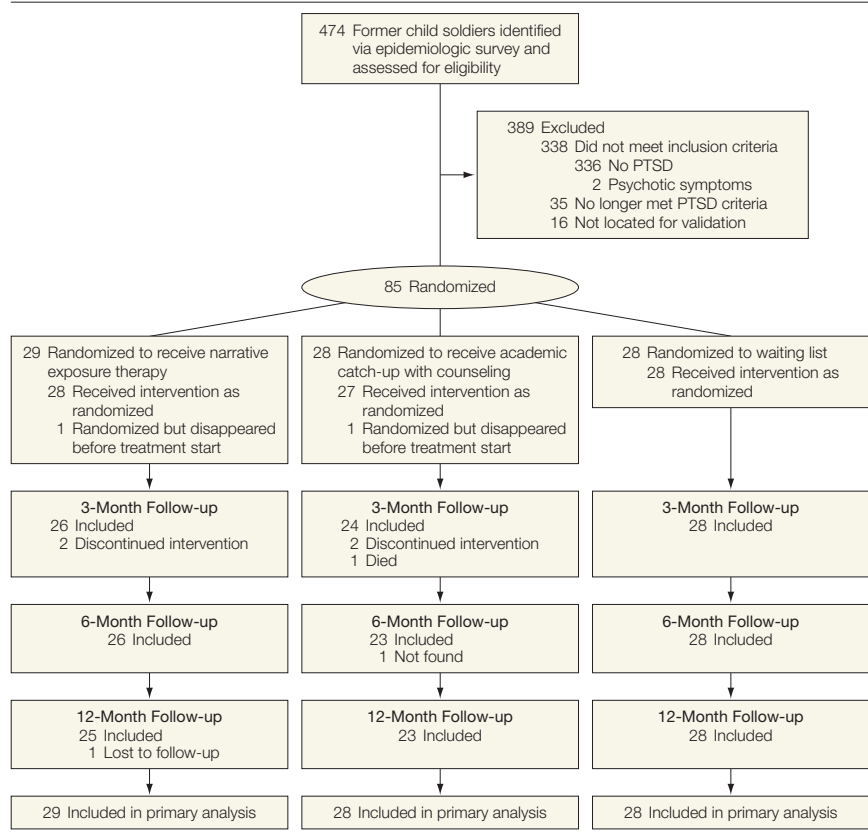 474 Former child soldiers identified
via epidemiologic survey and
assessed for eligibility
389 Excluded
338 Did not meet inclusion criteria
336 No PTSD
2 Psychotic symptoms
35 No longer met PTSD criteria
16 Not located for validation
85 Randomized
29 Randomized to receive narrative
exposure therapy
28 Received intervention as
randomized
1 Randomized but disappeared
before treatment start
28 Randomized to receive academic
catch-up with counseling
27 Received intervention as
randomized
1 Randomized but disappeared
before treatment start
28 Randomized to waiting list
28 Received intervention as
randomized
3-Month Follow-up
26 Included
2 Discontinued intervention
3-Month Follow-up
24 Included
2 Discontinued intervention
1 Died
3-Month Follow-up
28 Included
6-Month Follow-up
26 Included
6-Month Follow-up
23 Included
1 Not found
6-Month Follow-up
28 Included
12-Month Follow-up
25 Included
1 Lost to follow-up
12-Month Follow-up
23 Included
12-Month Follow-up
28 Included
29 Included in primary analysis
28 Included in primary analysis
28 Included in primary analysis